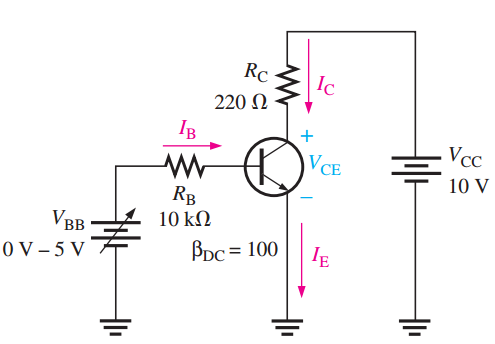 R_C
220 Ω
I_C
I_B
+
V_CE
−
V_CC
10 V
R_B
10 kΩ
V_BB
0 V – 5 V
β_DC = 100
I_E